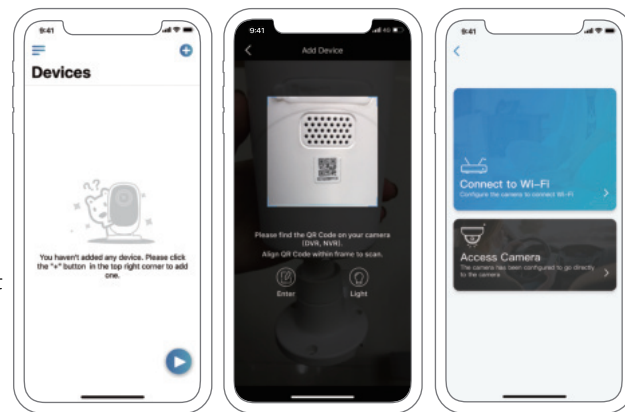 9:41
Devices
??
You haven't added any device. Please click
the "+" button in the top right corner to add
one.
9:41
4G
Add Device
Please find the QR Code on your camera
(DVR, NVR).
Align QR Code within frame to scan.
Enter
Light
9:41
Connect to Wi-Fi
Configure the camera to connect Wi-Fi
Access Camera
The camera has been configured to go directly
to the camera